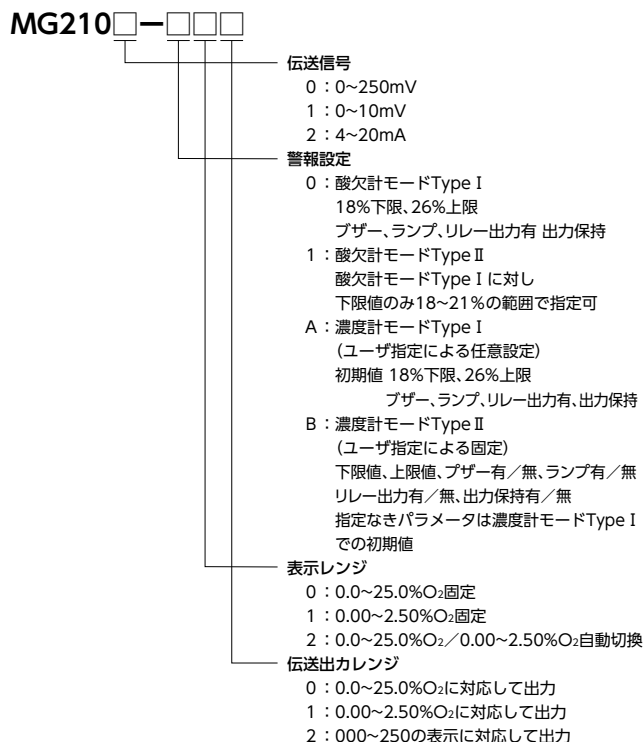 MG210□－□□□
伝送信号
0：0~250mV
1：0~10mV
2：4~20mA
警報設定
0：酸欠計モードTypeⅠ
18%下限、26%上限
ブザー、ランプ、リレー出力有 出力保持
1：酸欠計モードTypeⅡ
酸欠計モードTypeⅠに対し
下限値のみ18~21％の範囲で指定可
A：濃度計モードTypeⅠ
（ユーザ指定による任意設定）
初期値 18%下限、26%上限
ブザー、ランプ、リレー出力有、出力保持
B：濃度計モードTypeⅡ
（ユーザ指定による固定）
下限値、上限値、ブザー有／無、ランプ有／無
リレー出力有／無、出力保持有／無
指定なきパラメータは濃度計モードTypeⅠ
での初期値
表示レンジ
0：0.0~25.0%O₂固定
1：0.00~2.50%O₂固定
2：0.0~25.0%O₂／0.00~2.50%O₂自動切換
伝送出力レンジ
0：0.0~25.0%O₂に対応して出力
1：0.00~2.50%O₂に対応して出力
2：000~250の表示に対応して出力